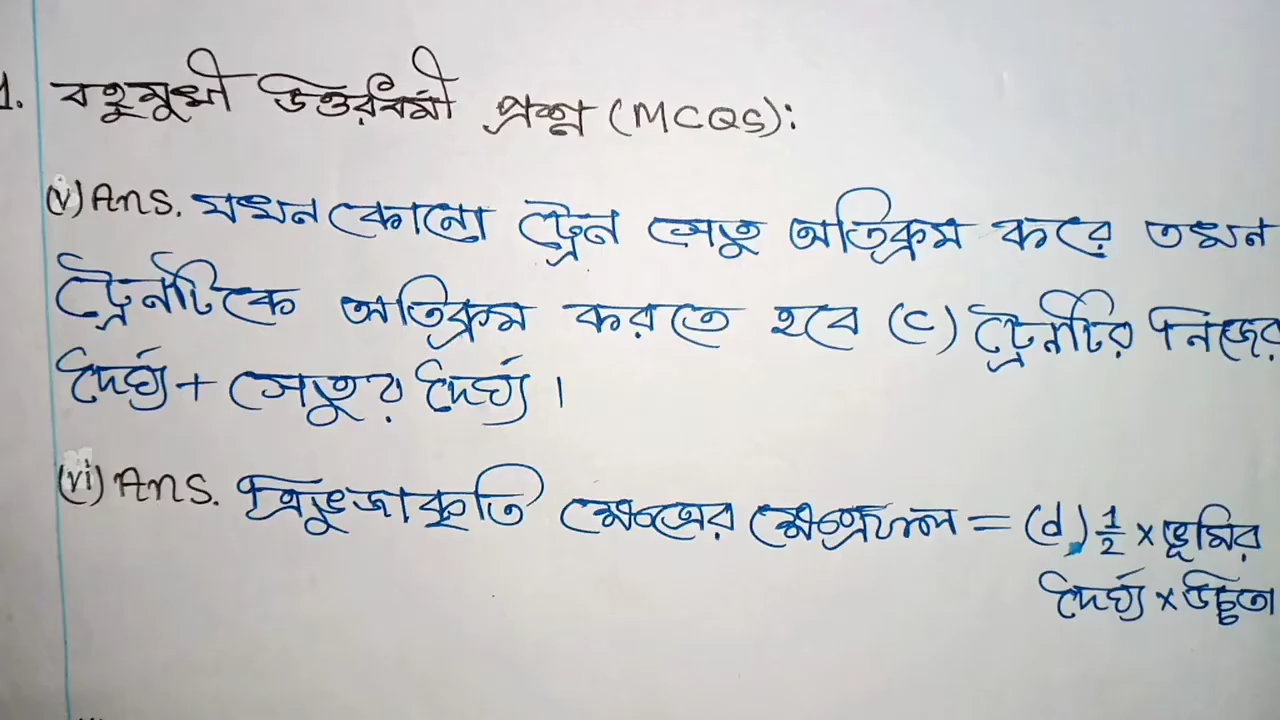 1. বহুমুখী উত্তরধর্মী প্রশ্ন (MCQS):
(v) Ans. যখন কোনো ট্রেন সেতু অতিক্রম করে তখন
ট্রেনটিকে অতিক্রম করতে হবে (c) ট্রেনটির নিজের
দৈর্ঘ্য + সেতুর দৈর্ঘ্য।
(vi) Ans. ত্রিভুজাকৃতি ক্ষেত্রের ক্ষেত্রফল = (d) 1/2 × ভূমির
দৈর্ঘ্য × উচ্চতা